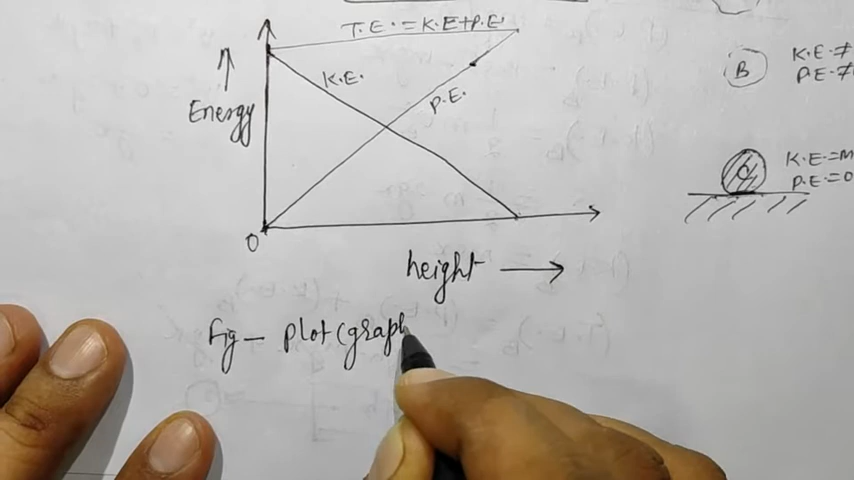 T.E. = K.E + P.E.
K.E.
P.E.
Energy
0
height
Fig - Plot (graph
B
K.E. ≠
P.E. ≠
C
K.E. = M
P.E. = 0